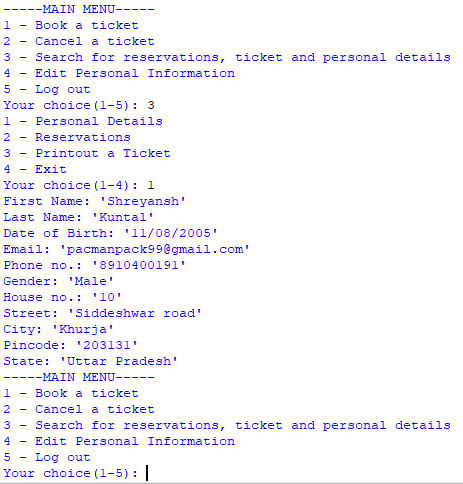 -----MAIN MENU-----
1 - Book a ticket
2 - Cancel a ticket
3 - Search for reservations, ticket and personal details
4 - Edit Personal Information
5 - Log out
Your choice(1-5): 3
1 - Personal Details
2 - Reservations
3 - Printout a Ticket
4 - Exit
Your choice(1-4): 1
First Name: 'Shreyansh'
Last Name: 'Kuntal'
Date of Birth: '11/08/2005'
Email: 'pacmanpack99@gmail.com'
Phone no.: '8910400191'
Gender: 'Male'
House no.: '10'
Street: 'Siddeshwar road'
City: 'Khurja'
Pincode: '203131'
State: 'Uttar Pradesh'
-----MAIN MENU-----
1 - Book a ticket
2 - Cancel a ticket
3 - Search for reservations, ticket and personal details
4 - Edit Personal Information
5 - Log out
Your choice(1-5):